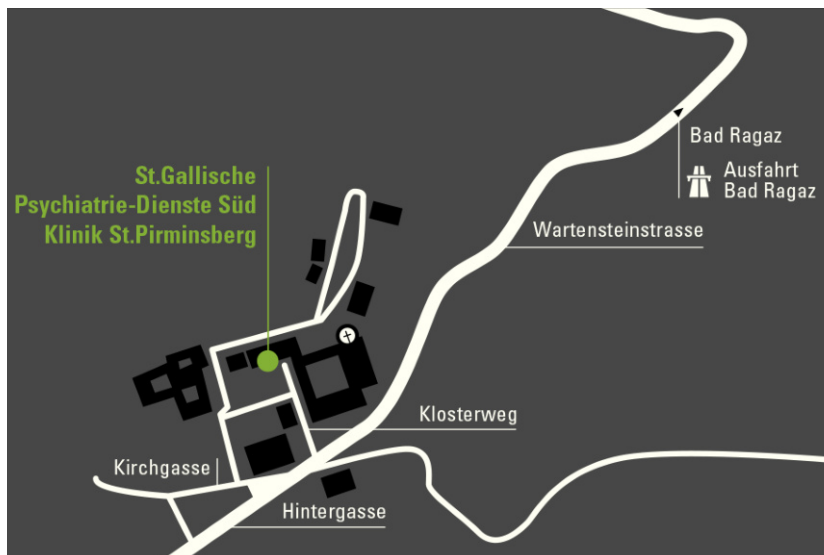 St.Gallische
Psychiatrie-Dienste Süd
Klinik St.Pirminsberg
Bad Ragaz
Ausfahrt
Bad Ragaz
Wartensteinstrasse
Klosterweg
Kirchgasse
Hintergasse